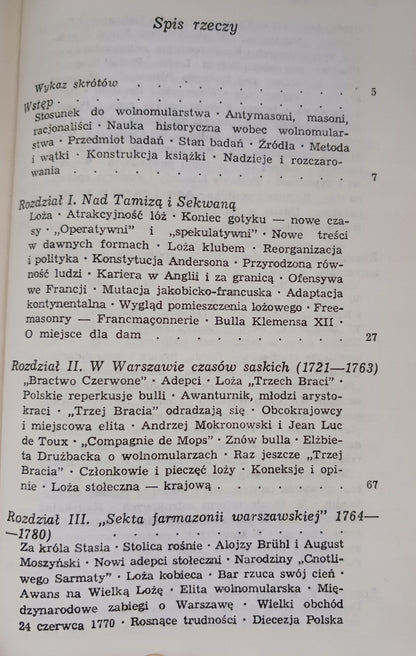 Spis rzeczy
Wykaz skrótów . . . . . . . . . . 5
Wstęp . . . . . . . . . . . .
Stosunek do wolnomularstwa · Antymasoni, masoni,
racjonaliści · Nauka historyczna wobec wolnomular-
stwa · Przedmiot badań · Stan badań · Źródła · Metoda
i wątki · Konstrukcja książki · Nadzieje i rozczaro-
wania . . . . . . . . . . . . 7
Rozdział I. Nad Tamizą i Sekwaną
Loża · Atrakcyjność lóż · Koniec gotyku — nowe cza-
sy · „Operatywni" i „spekulatywni" · Nowe treści
w dawnych formach · Loża klubem · Reorganizacja
i polityka · Konstytucja Andersona · Przyrodzona rów-
ność ludzi · Kariera w Anglii i za granicą · Ofensywa
we Francji · Mutacja jakobicko-francuska · Adaptacja
kontynentalna · Wygląd pomieszczenia lożowego · Free-
masonry — Francmaçonnerie · Bulla Klemensa XII ·
O miejsce dla dam . . . . . . . . . 27
Rozdział II. W Warszawie czasów saskich (1721—1763)
„Bractwo Czerwone" · Adepci · Loża „Trzech Braci" ·
Polskie reperkusje bulli · Awanturnik, młodzi arysto-
kraci · „Trzej Bracia" odradzają się · Obcokrajowcy
i miejscowa elita · Andrzej Mokronowski i Jean Luc
de Toux · „Compagnie de Mops" · Znów bulla · Elżbie-
ta Drużbacka o wolnomularzach · Raz jeszcze „Trzej
Bracia" · Członkowie i pieczęć loży · Koneksje i opi-
nie · Loża stołeczna — krajową . . . . . . 67
Rozdział III. „Sekta farmazonii warszawskiej" 1764—
—1780) . . . . . . . . . . . .
Za króla Stasia · Stolica rośnie · Alojzy Brühl i August
Moszyński · Nowi adepci stołeczni · Narodziny „Cnotli-
wego Sarmaty" · Loża kobieca · Bar rzuca swój cień ·
Awans na Wielką Lożę · Elita wolnomularska · Mię-
dzynarodowe zabiegi o Warszawę · Wielki obchód
24 czerwca 1770 · Rosnące trudności · Diecezja Polska